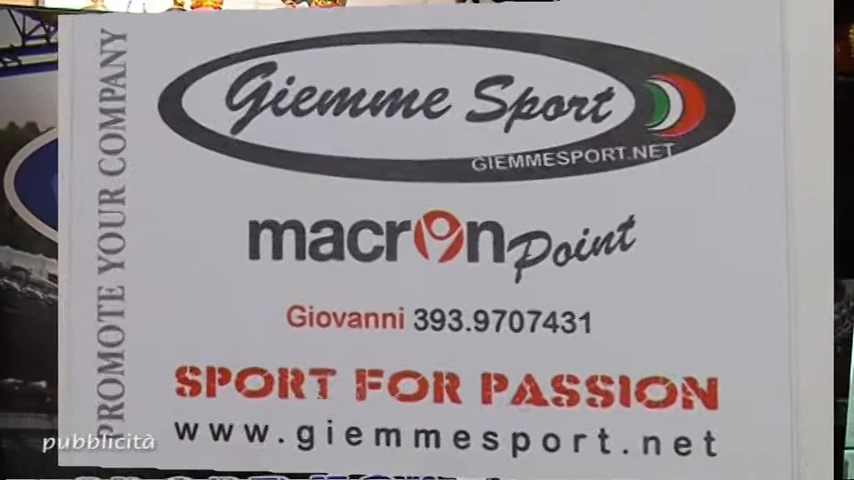 PROMOTE YOUR COMPANY
Giemme Sport
GIEMMESPORT.NET
macron Point
Giovanni 393.9707431
SPORT FOR PASSION
www.giemmesport.net
pubblicità